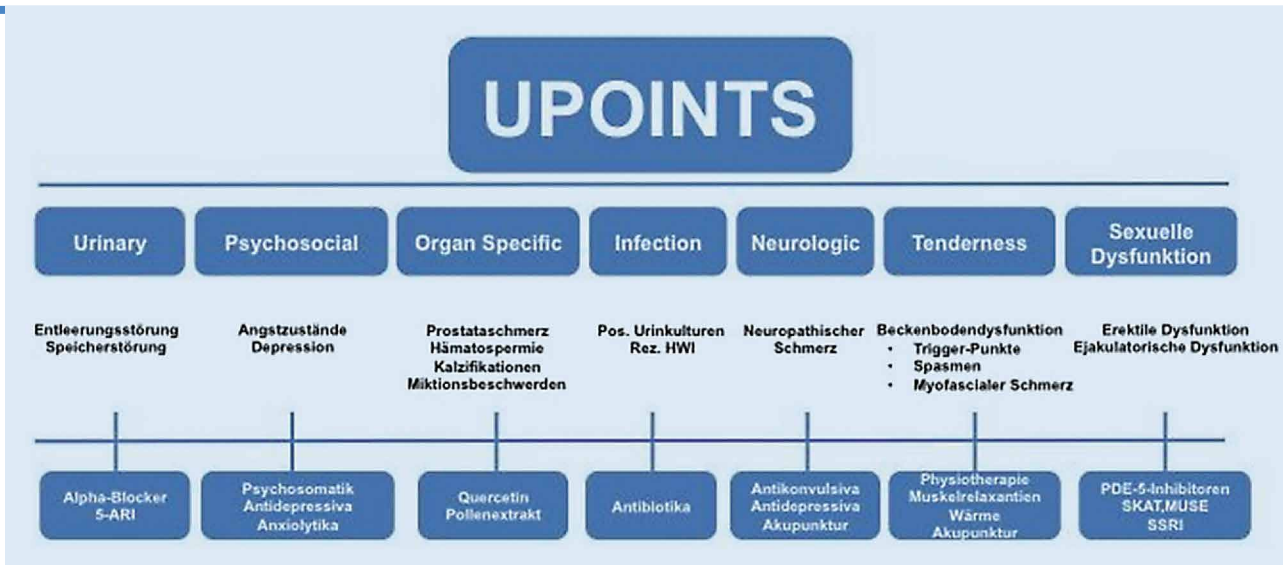 UPOINTS
Urinary
Psychosocial
Organ Specific
Infection
Neurologic
Tenderness
Sexuelle
Dysfunktion
Entleerungsstörung
Speicherstörung
Angstzustände
Depression
Prostataschmerz
Hämatospermie
Kalzifikationen
Miktionsbeschwerden
Pos. Urinkulturen
Rez. HWI
Neuropathischer
Schmerz
Beckenbodendysfunktion
• Trigger-Punkte
• Spasmen
• Myofascialer Schmerz
Erektile Dysfunktion
Ejakulatorische Dysfunktion
Alpha-Blocker
5-ARI
Psychosomatik
Antidepressiva
Anxiolytika
Quercetin
Pollenextrakt
Antibiotika
Antikonvulsiva
Antidepressiva
Akupunktur
Physiotherapie
Muskelrelaxantien
Wärme
Akupunktur
PDE-5-Inhibitoren
SKAT,MUSE
SSRI